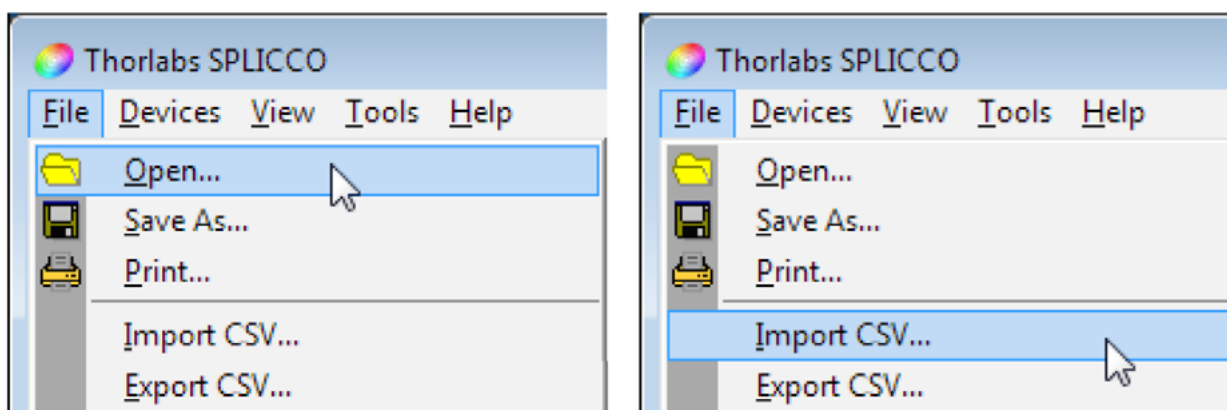 Thorlabs SPLICCO
File Devices View Tools Help
Open...
Save As...
Print...
Import CSV...
Export CSV...
Thorlabs SPLICCO
File Devices View Tools Help
Open...
Save As...
Print...
Import CSV...
Export CSV...